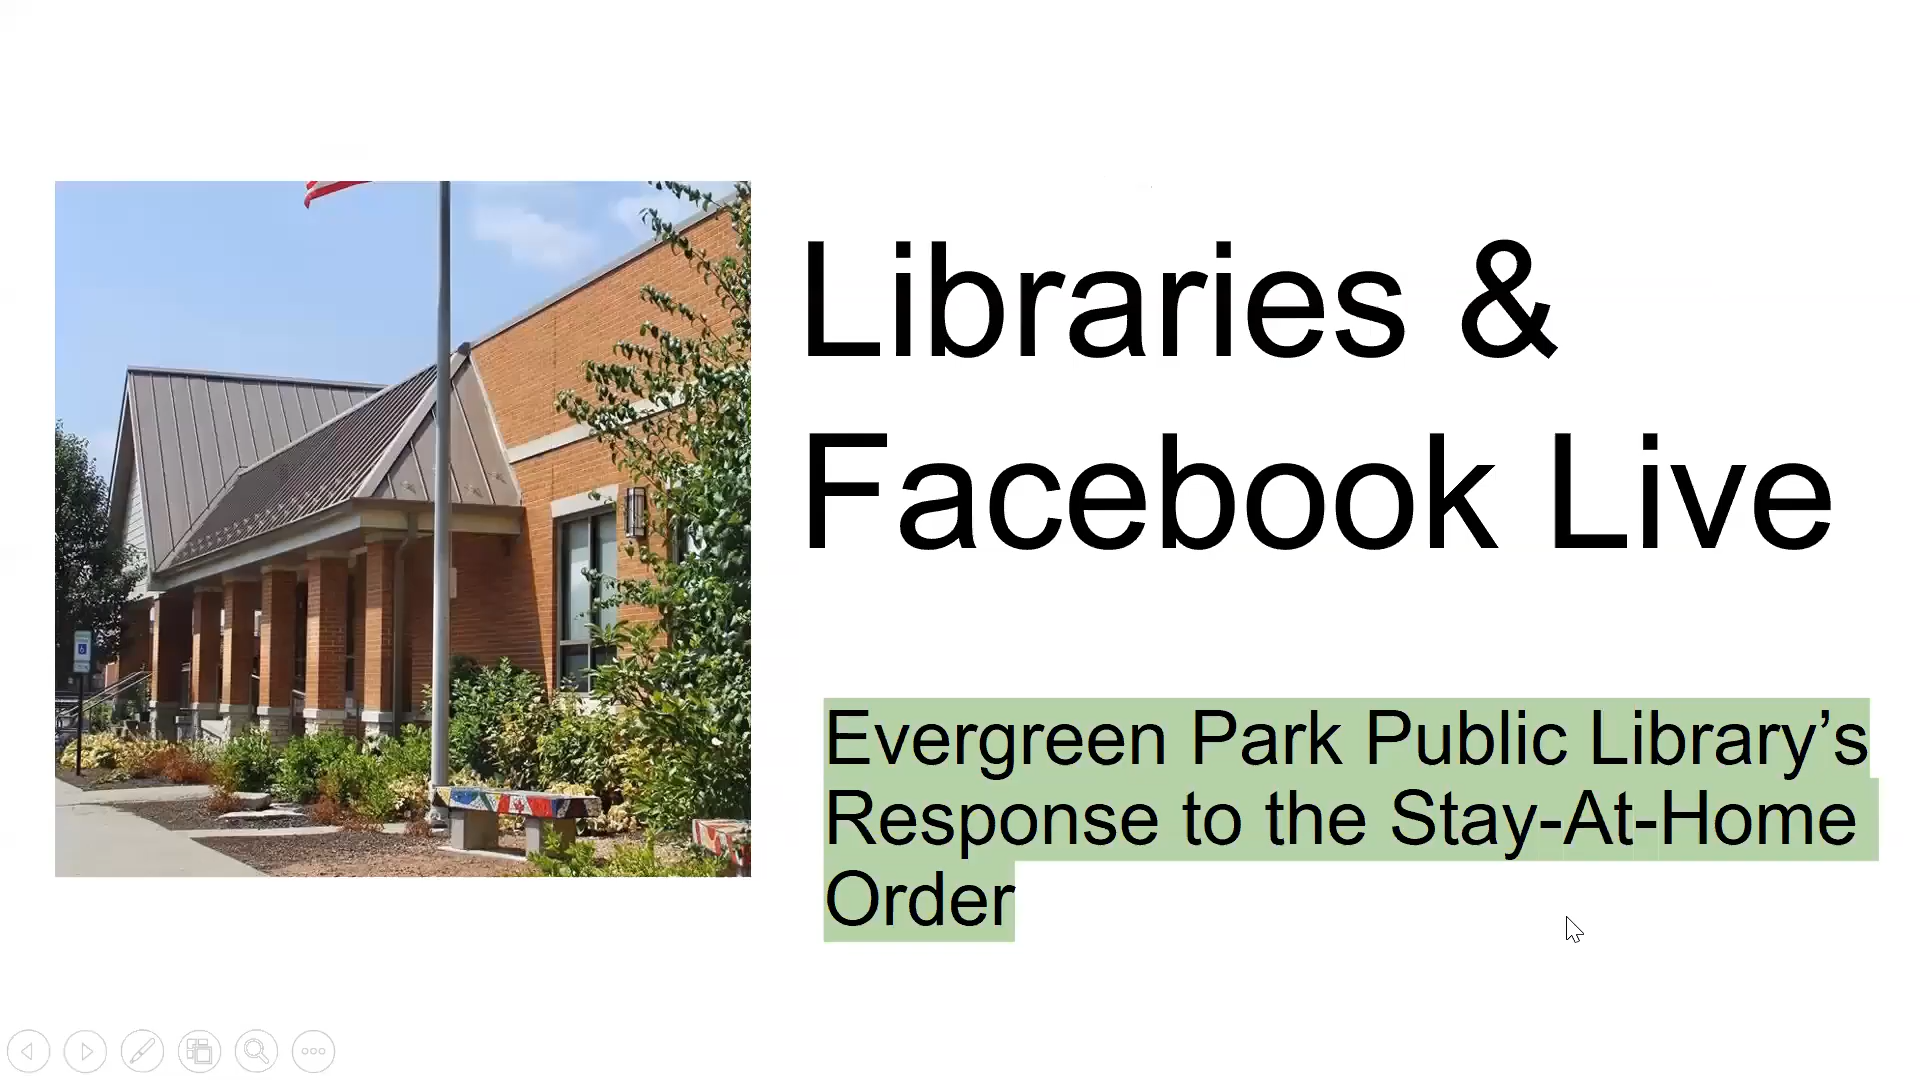 Libraries &
Facebook Live
Evergreen Park Public Library’s
Response to the Stay-At-Home
Order